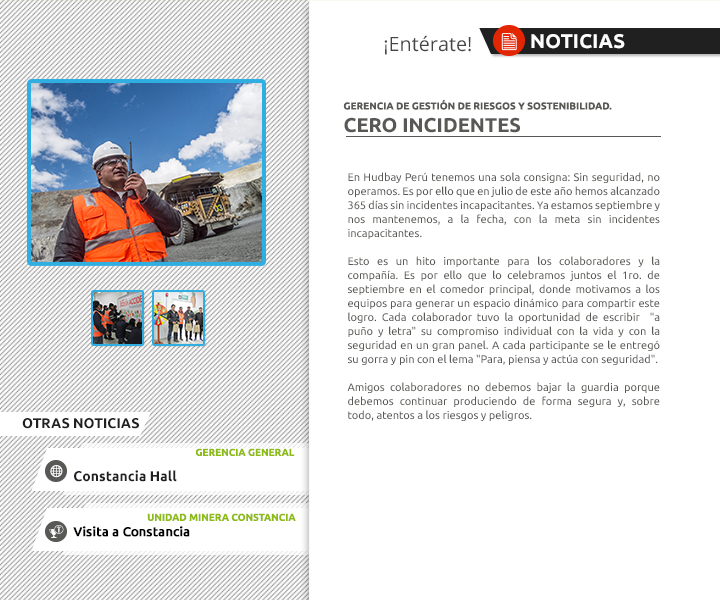 ¡Entérate!
NOTICIAS
GERENCIA DE GESTIÓN DE RIESGOS Y SOSTENIBILIDAD.
CERO INCIDENTES
En Hudbay Perú tenemos una sola consigna: Sin seguridad, no
operamos. Es por ello que en julio de este año hemos alcanzado
365 días sin incidentes incapacitantes. Ya estamos septiembre y
nos mantenemos, a la fecha, con la meta sin incidentes
incapacitantes.
Esto es un hito importante para los colaboradores y la
compañía. Es por ello que lo celebramos juntos el 1ro. de
septiembre en el comedor principal, donde motivamos a los
equipos para generar un espacio dinámico para compartir este
logro. Cada colaborador tuvo la oportunidad de escribir "a
puño y letra" su compromiso individual con la vida y con la
seguridad en un gran panel. A cada participante se le entregó
su gorra y pin con el lema "Para, piensa y actúa con seguridad".
Amigos colaboradores no debemos bajar la guardia porque
debemos continuar produciendo de forma segura y, sobre
todo, atentos a los riesgos y peligros.
OTRAS NOTICIAS
GERENCIA GENERAL
Constancia Hall
UNIDAD MINERA CONSTANCIA
Visita a Constancia